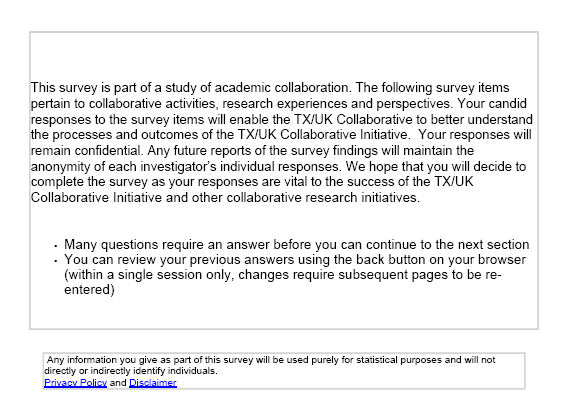 This survey is part of a study of academic collaboration. The following survey items
pertain to collaborative activities, research experiences and perspectives. Your candid
responses to the survey items will enable the TX/UK Collaborative to better understand
the processes and outcomes of the TX/UK Collaborative Initiative.  Your responses will
remain confidential. Any future reports of the survey findings will maintain the
anonymity of each investigator's individual responses. We hope that you will decide to
complete the survey as your responses are vital to the success of the TX/UK
Collaborative Initiative and other collaborative research initiatives.
• Many questions require an answer before you can continue to the next section
• You can review your previous answers using the back button on your browser
(within a single session only, changes require subsequent pages to be re-
entered)
Any information you give as part of this survey will be used purely for statistical purposes and will not
directly or indirectly identify individuals.
Privacy Policy and Disclaimer